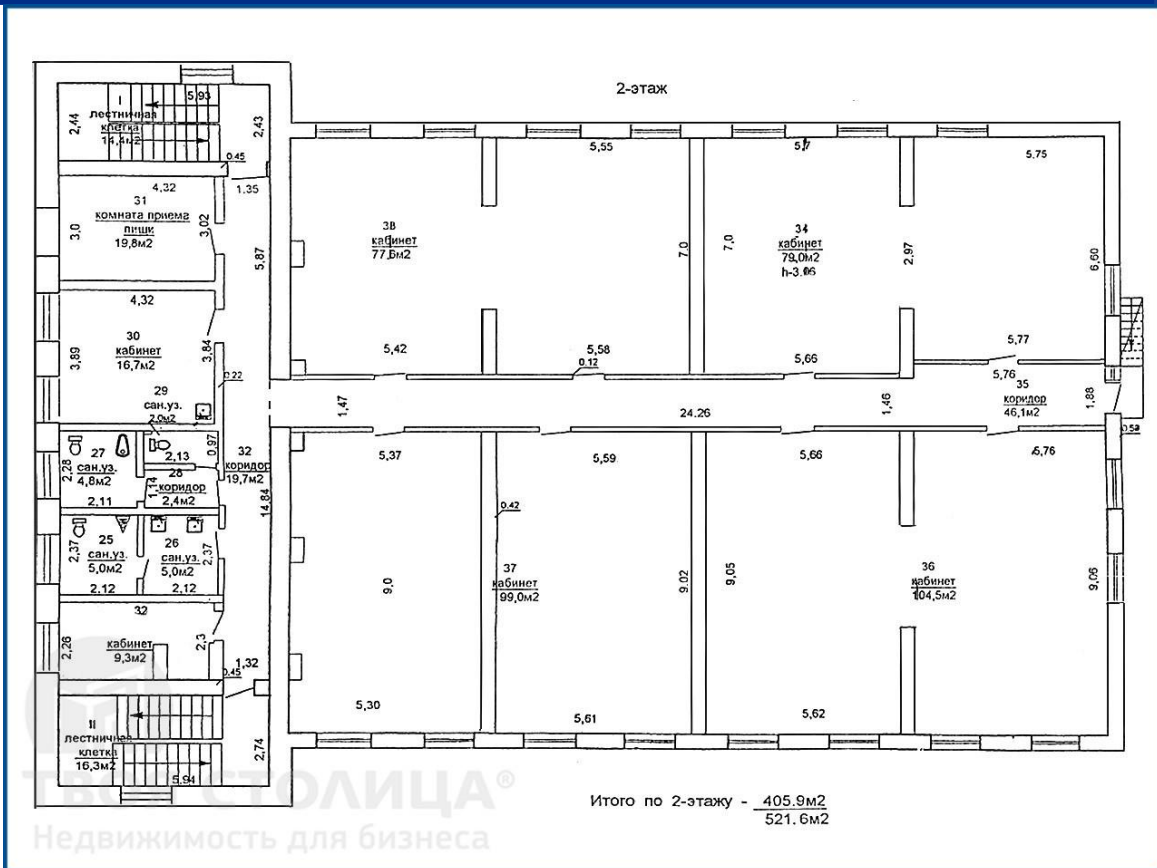 2-этаж
I
лестничная
клетка
14,4м2
5,93
2,44
2,43
0.45
4,32
1,35
31
комната приема
пищи
19,8м2
3,0
3,02
5,87
4,32
30
кабинет
16,7м2
3,89
3,84
0.22
29
сан.уз.
2,0м2
27
сан.уз.
4,8м2
2,28
2,11
2,13
0,97
28
коридор
2,4м2
1,14
32
коридор
19,7м2
14,84
25
сан.уз.
5,0м2
2,37
2,12
26
сан.уз.
5,0м2
2,37
2,12
32
кабинет
9,3м2
2,26
2,3
1,32
0.45
II
лестничная
клетка
16,3м2
5,94
2,74
5,55
5,7
5.75
38
кабинет
77,6м2
7,0
7,0
34
кабинет
79,0м2
h-3.06
2,97
6,60
5,42
5,58
0.12
5,66
5,77
5,76
1,47
24.26
1,46
35
коридор
46,1м2
1,88
5,37
5,59
5,66
5,76
0.42
9,0
37
кабинет
99,0м2
9.02
9,05
36
кабинет
104,5м2
9,06
5,30
5,61
5,62
Итого по 2-этажу - 405.9м2
521.6м2
ТВОЯ СТОЛИЦА®
Недвижимость для бизнеса